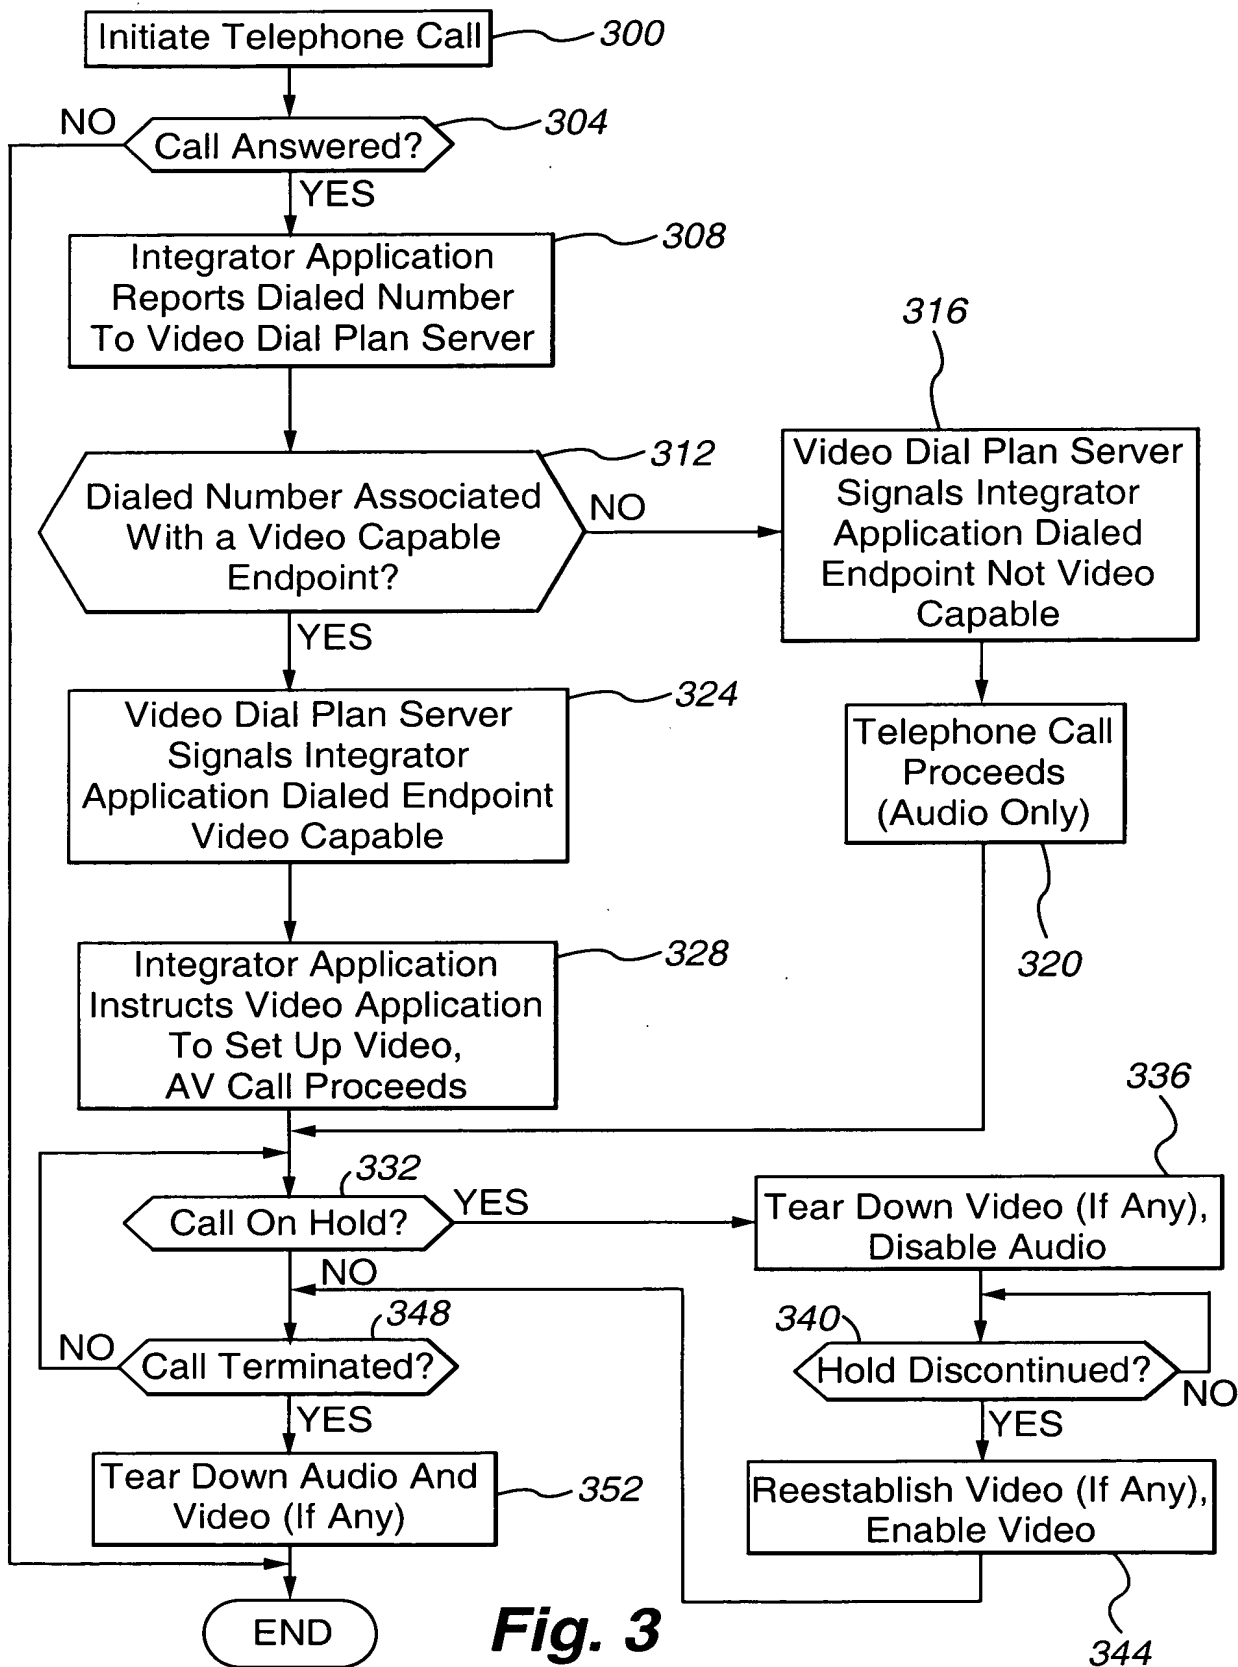 Initiate Telephone Call
300
NO
304
Call Answered?
YES
308
Integrator Application
Reports Dialed Number
To Video Dial Plan Server
316
312
Dialed Number Associated
With a Video Capable
Endpoint?
NO
Video Dial Plan Server
Signals Integrator
Application Dialed
Endpoint Not Video
Capable
YES
324
Video Dial Plan Server
Signals Integrator
Application Dialed Endpoint
Video Capable
Telephone Call
Proceeds
(Audio Only)
320
328
Integrator Application
Instructs Video Application
To Set Up Video,
AV Call Proceeds
336
332
Call On Hold?
YES
Tear Down Video (If Any),
Disable Audio
NO
348
NO
Call Terminated?
340
Hold Discontinued?
NO
YES
YES
Tear Down Audio And
Video (If Any)
352
Reestablish Video (If Any),
Enable Video
344
END
Fig. 3